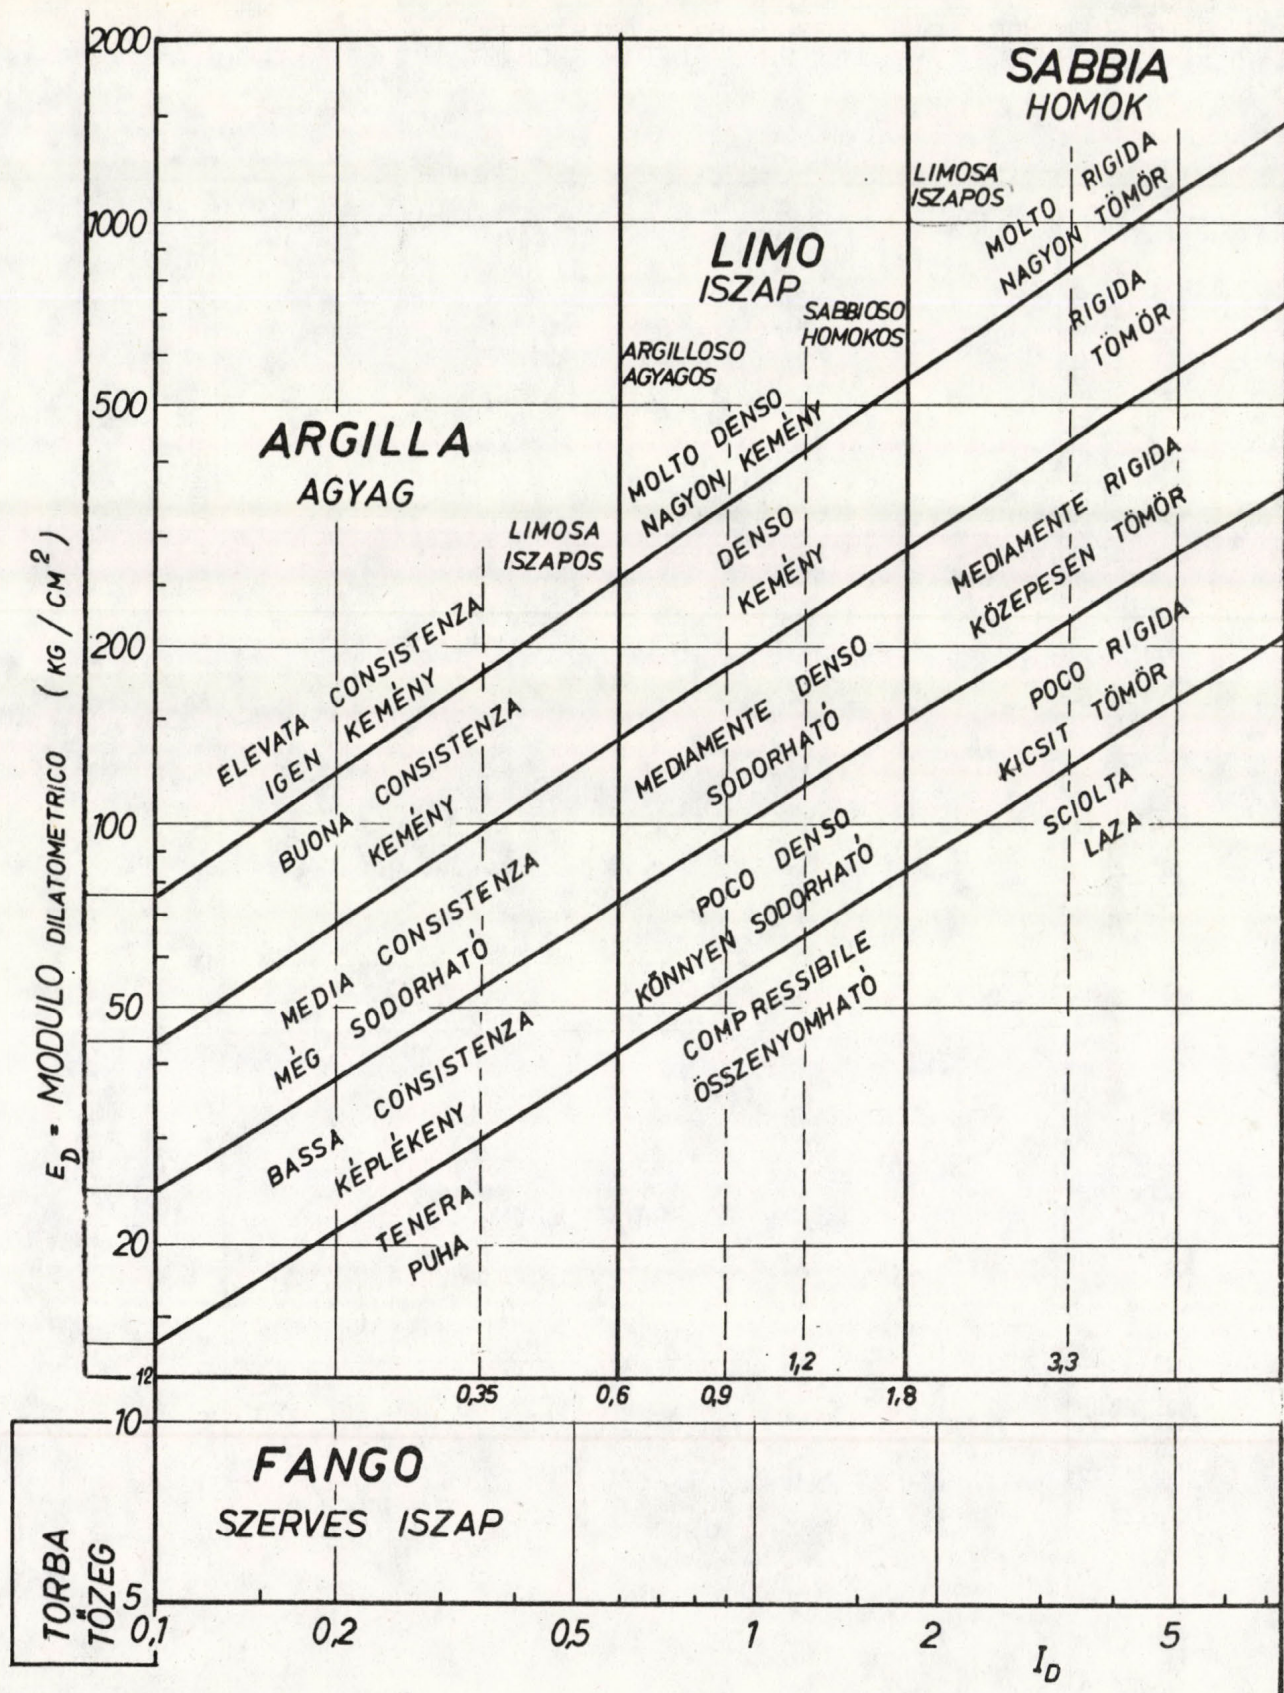 2000
1000
500
200
100
50
20
12
10
5
E_D = MODULO DILATOMETRICO ( KG / CM² )
SABBIA
HOMOK
LIMOSA
ISZAPOS
MOLTO RIGIDA
NAGYON TÖMÖR
RIGIDA
TÖMÖR
MEDIAMENTE RIGIDA
KÖZEPESEN TÖMÖR
POCO RIGIDA
KICSIT TÖMÖR
SCIOLTA
LAZA
LIMO
ISZAP
SABBIOSO
HOMOKOS
ARGILLOSO
AGYAGOS
MOLTO DENSO
NAGYON KEMÉNY
DENSO
KEMÉNY
MEDIAMENTE DENSO
SODORHATÓ
POCO DENSO
KÖNNYEN SODORHATÓ
COMPRESSIBILE
ÖSSZENYOMHATÓ
ARGILLA
AGYAG
LIMOSA
ISZAPOS
ELEVATA CONSISTENZA
IGEN KEMÉNY
BUONA CONSISTENZA
KEMÉNY
MEDIA CONSISTENZA
MÉG SODORHATÓ
BASSA CONSISTENZA
KÉPLÉKENY
TENERA
PUHA
0,35
0,6
0,9
1,2
1,8
3,3
FANGO
SZERVES ISZAP
TORBA
TŐZEG
0,1
0,2
0,5
1
2
5
I_D